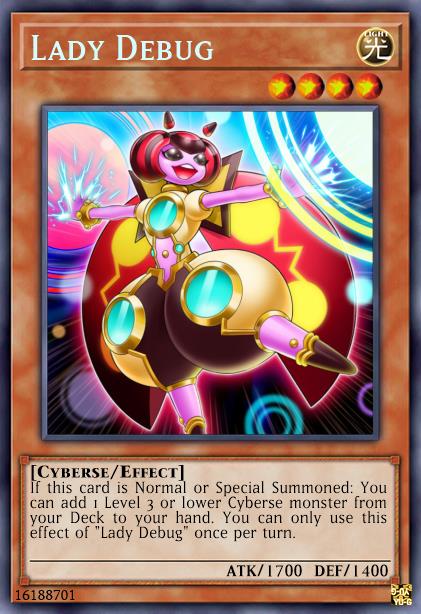 LADY DEBUG
LIGHT
光
[CYBERSE/EFFECT]
If this card is Normal or Special Summoned: You
can add 1 Level 3 or lower Cyberse monster from
your Deck to your hand. You can only use this
effect of "Lady Debug" once per turn.
ATK/1700 DEF/1400
16188701